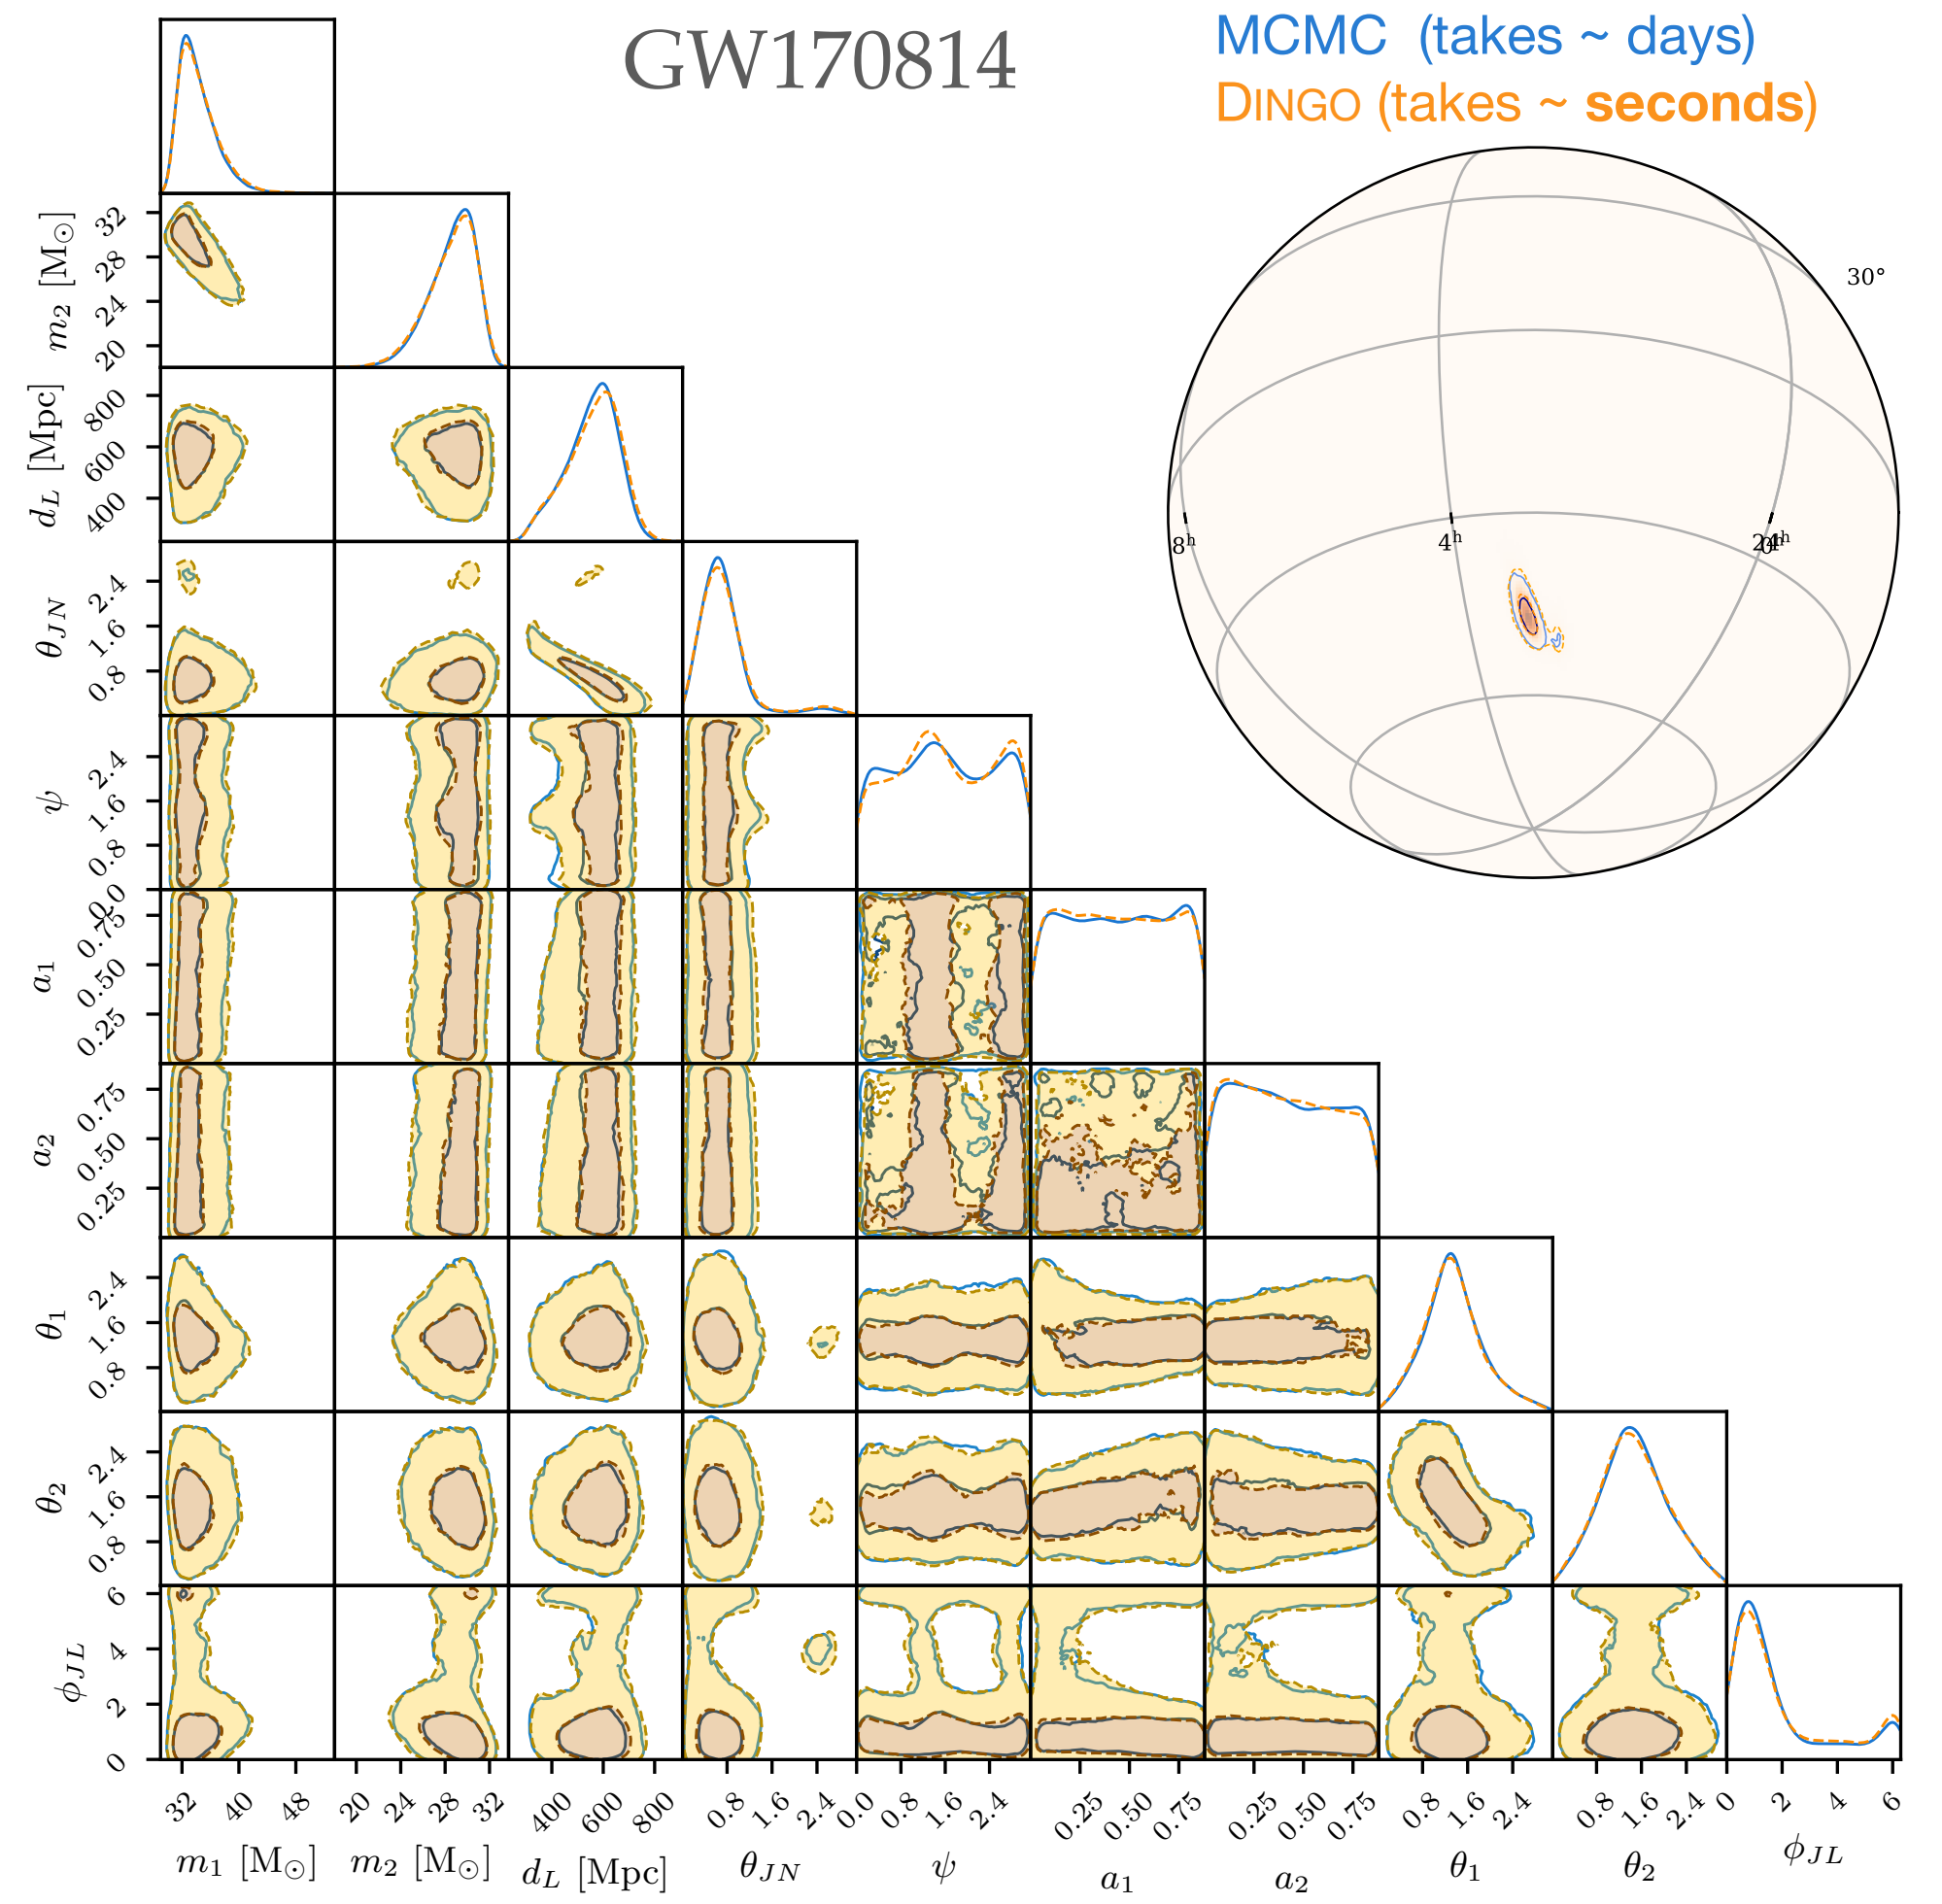 GW170814
MCMC (takes ~ days)
DINGO (takes ~ seconds)
30°
8h
4h
24h
0h
m2 [M⊙]
32
28
24
20
dL [Mpc]
800
600
400
θJN
2.4
1.6
0.8
ψ
2.4
1.6
0.8
0.0
a1
0.75
0.50
0.25
a2
0.75
0.50
0.25
θ1
2.4
1.6
0.8
θ2
2.4
1.6
0.8
ϕJL
6
4
2
0
32 40 48
20 24 28 32
400 600 800
0.8 1.6 2.4
0.0 0.8 1.6 2.4
0.25 0.50 0.75
0.25 0.50 0.75
0.8 1.6 2.4
0.8 1.6 2.4
0 2 4 6
m1 [M⊙] m2 [M⊙] dL [Mpc] θJN ψ a1 a2 θ1 θ2 ϕJL